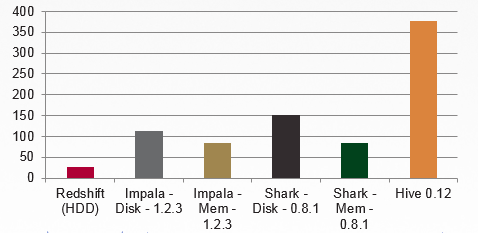 400
350
300
250
200
150
100
50
0
Redshift (HDD)
Impala - Disk - 1.2.3
Impala - Mem - 1.2.3
Shark - Disk - 0.8.1
Shark - Mem - 0.8.1
Hive 0.12